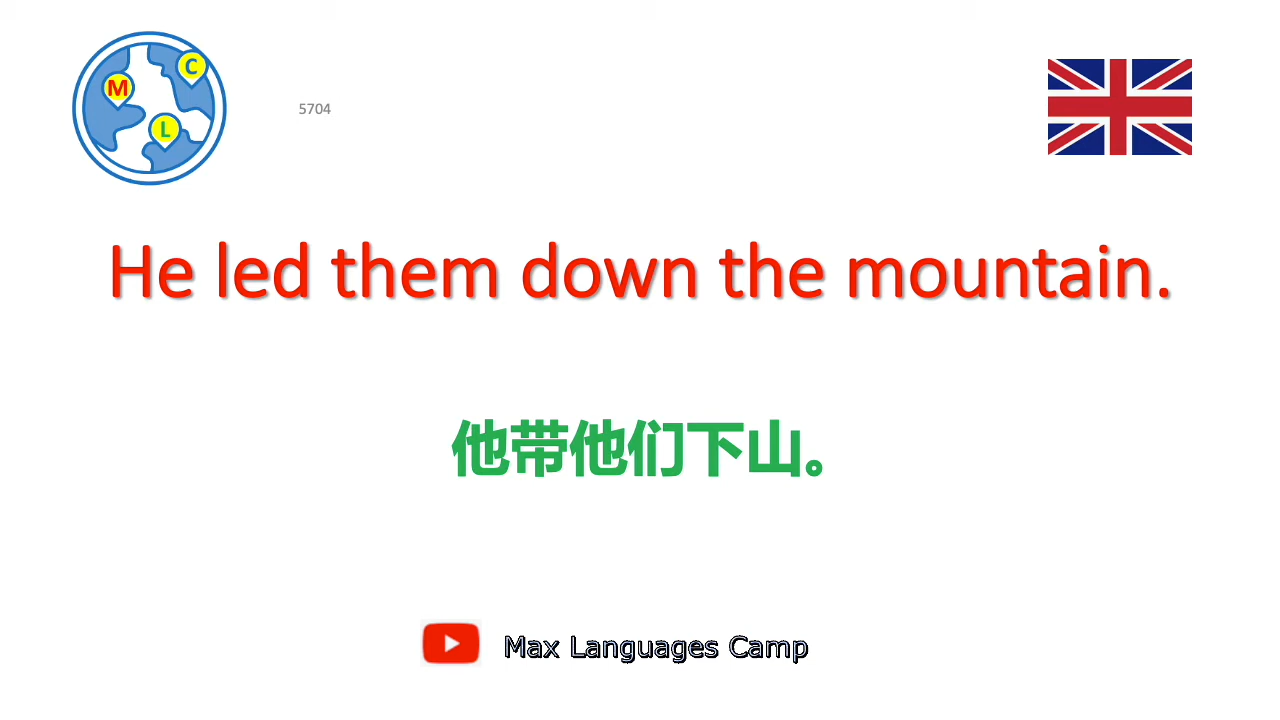 M
C
L
5704
He led them down the mountain.
他带他们下山。
Max Languages Camp